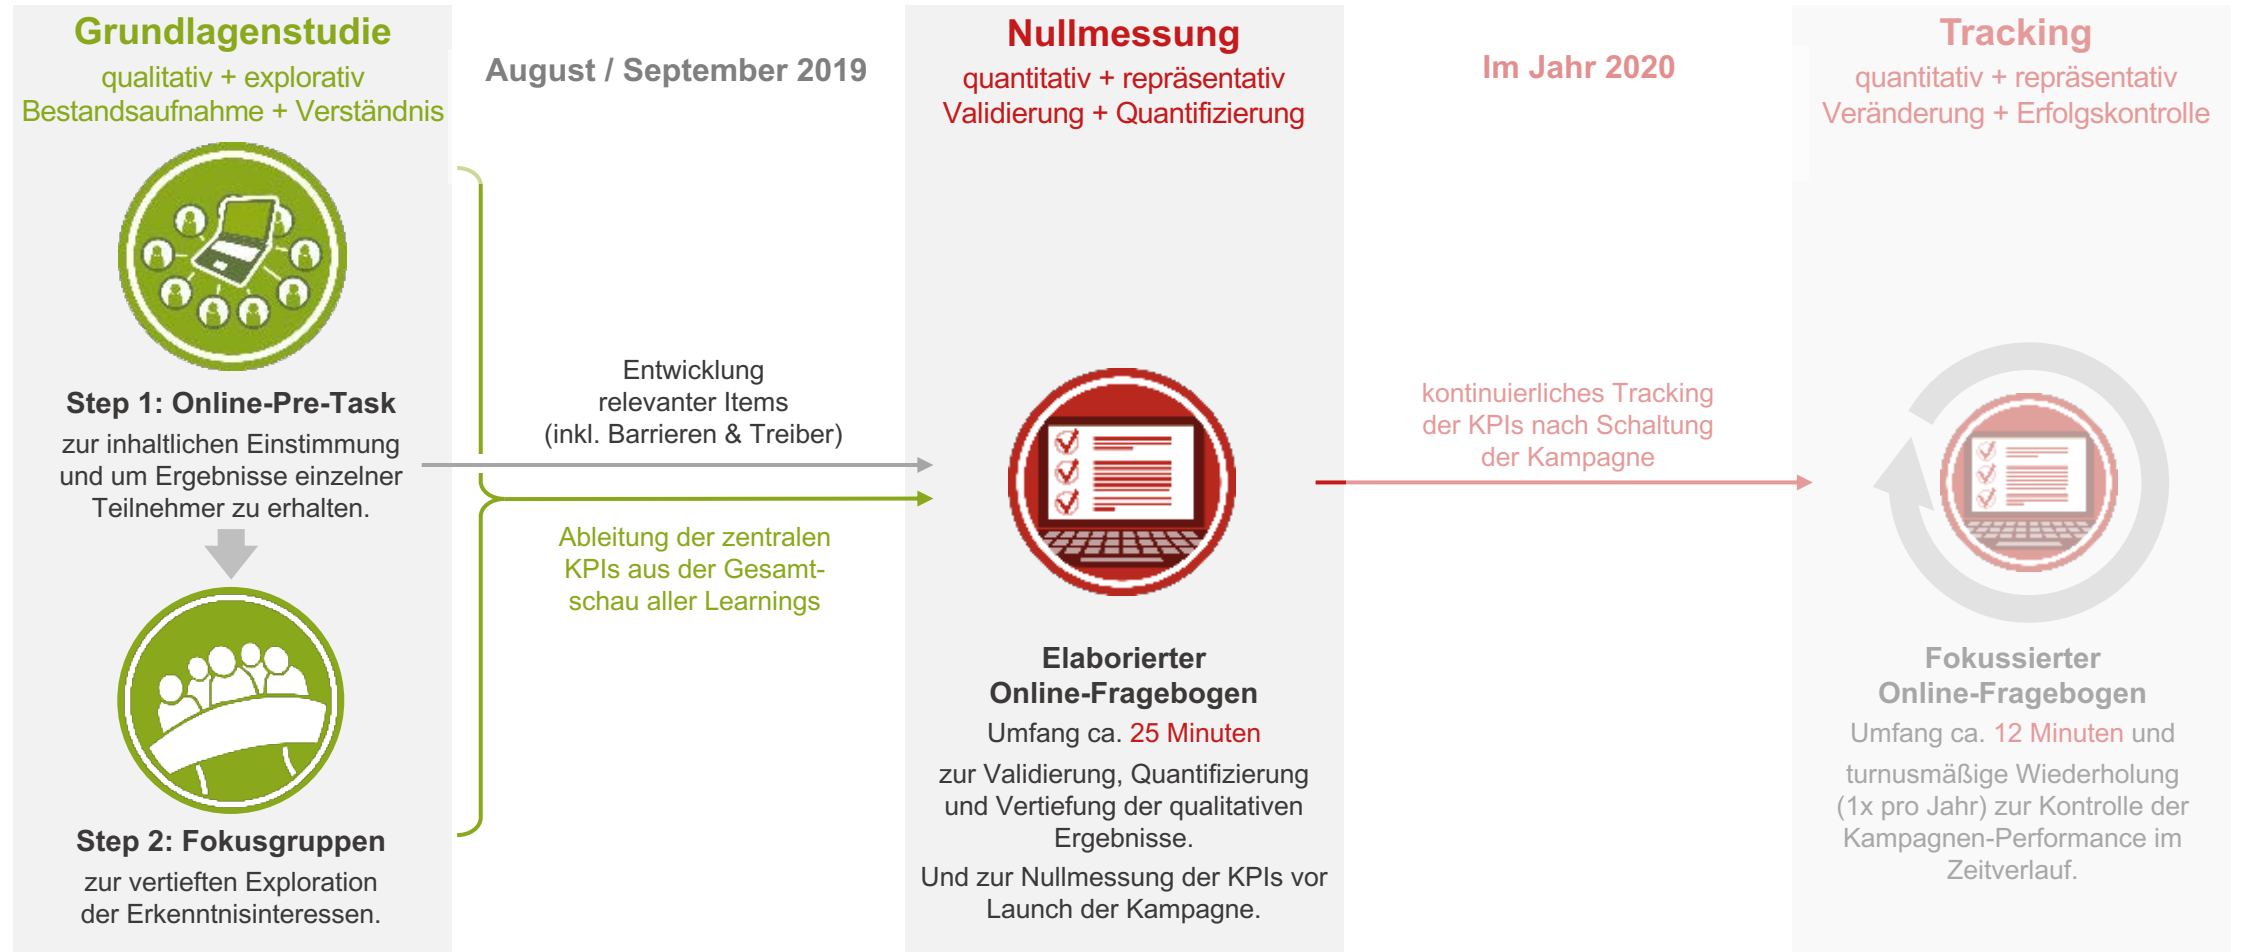 Grundlagenstudie
qualitativ + explorativ
Bestandsaufnahme + Verständnis
Step 1: Online-Pre-Task
zur inhaltlichen Einstimmung
und um Ergebnisse einzelner
Teilnehmer zu erhalten.
Step 2: Fokusgruppen
zur vertieften Exploration
der Erkenntnisinteressen.
August / September 2019
Entwicklung
relevanter Items
(inkl. Barrieren & Treiber)
Ableitung der zentralen
KPIs aus der Gesamt-
schau aller Learnings
Nullmessung
quantitativ + repräsentativ
Validierung + Quantifizierung
Elaborierter
Online-Fragebogen
Umfang ca. 25 Minuten
zur Validierung, Quantifizierung
und Vertiefung der qualitativen
Ergebnisse.
Und zur Nullmessung der KPIs vor
Launch der Kampagne.
Im Jahr 2020
kontinuierliches Tracking
der KPIs nach Schaltung
der Kampagne
Tracking
quantitativ + repräsentativ
Veränderung + Erfolgskontrolle
Fokussierter
Online-Fragebogen
Umfang ca. 12 Minuten und
turnusmäßige Wiederholung
(1x pro Jahr) zur Kontrolle der
Kampagnen-Performance im
Zeitverlauf.